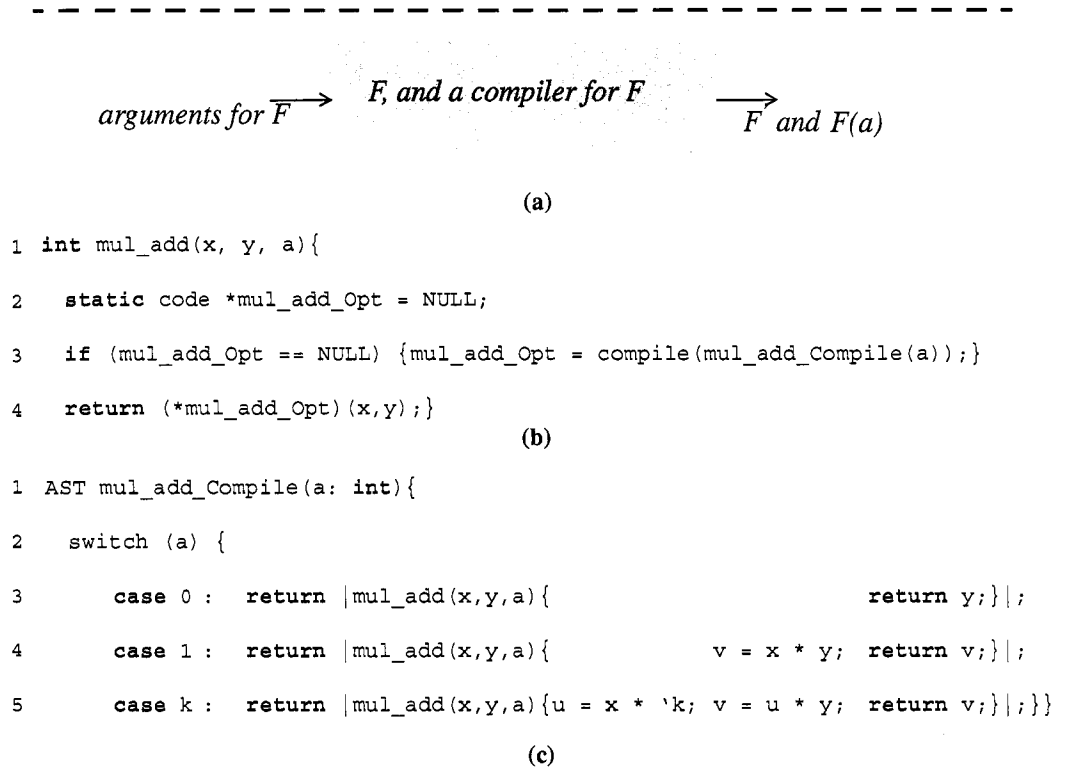 arguments for F → F, and a compiler for F → F' and F(a)
(a)
1 int mul_add(x, y, a){
2 static code *mul_add_Opt = NULL;
3 if (mul_add_Opt == NULL) {mul_add_Opt = compile(mul_add_Compile(a));}
4 return (*mul_add_Opt)(x,y);}
(b)
1 AST mul_add_Compile(a: int){
2 switch (a) {
3 case 0 : return |mul_add(x,y,a){ return y;}|;
4 case 1 : return |mul_add(x,y,a){ v = x * y; return v;}|;
5 case k : return |mul_add(x,y,a){u = x * `k; v = u * y; return v;}|;}}
(c)